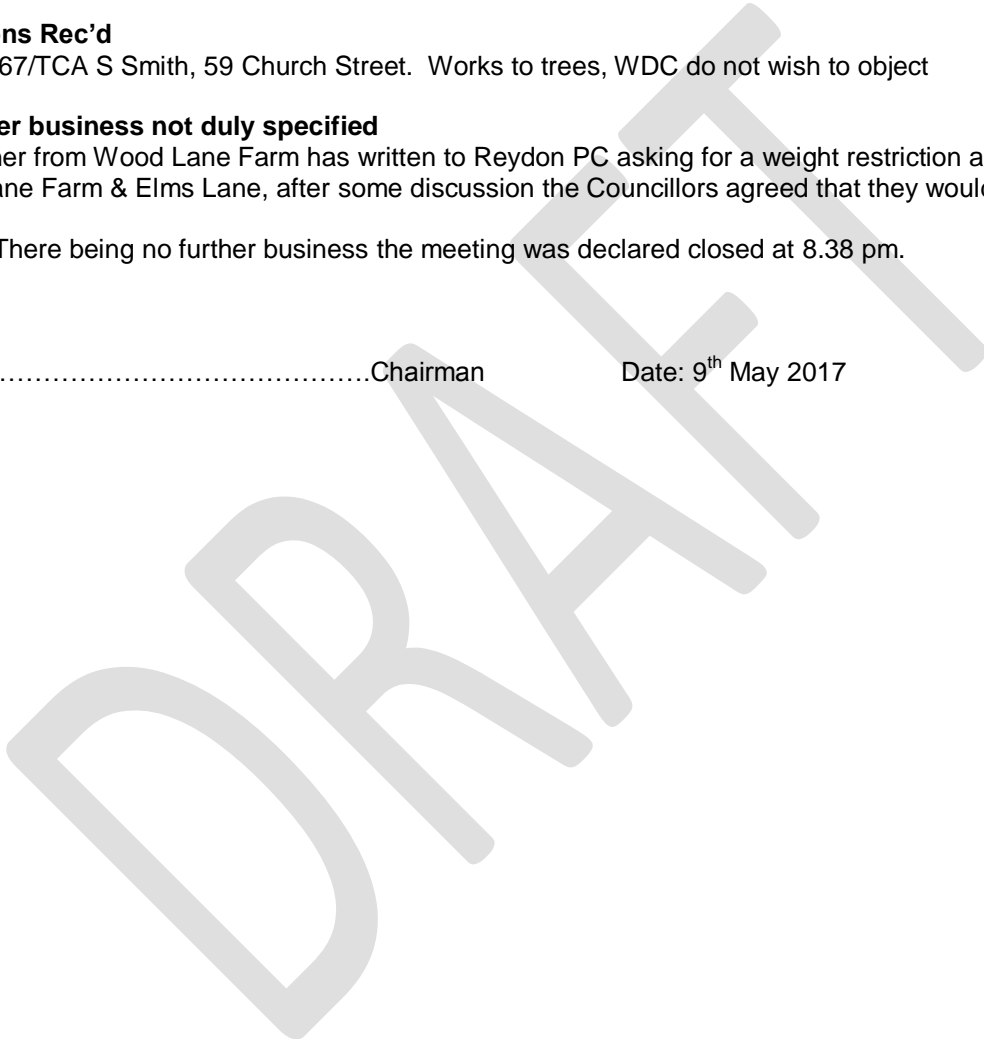 ns Rec’d
67/TCA S Smith, 59 Church Street. Works to trees, WDC do not wish to object
er business not duly specified
ner from Wood Lane Farm has written to Reydon PC asking for a weight restriction a
ane Farm & Elms Lane, after some discussion the Councillors agreed that they woul
There being no further business the meeting was declared closed at 8.38 pm.
…………………………………….Chairman Date: 9th May 2017
DRAFT